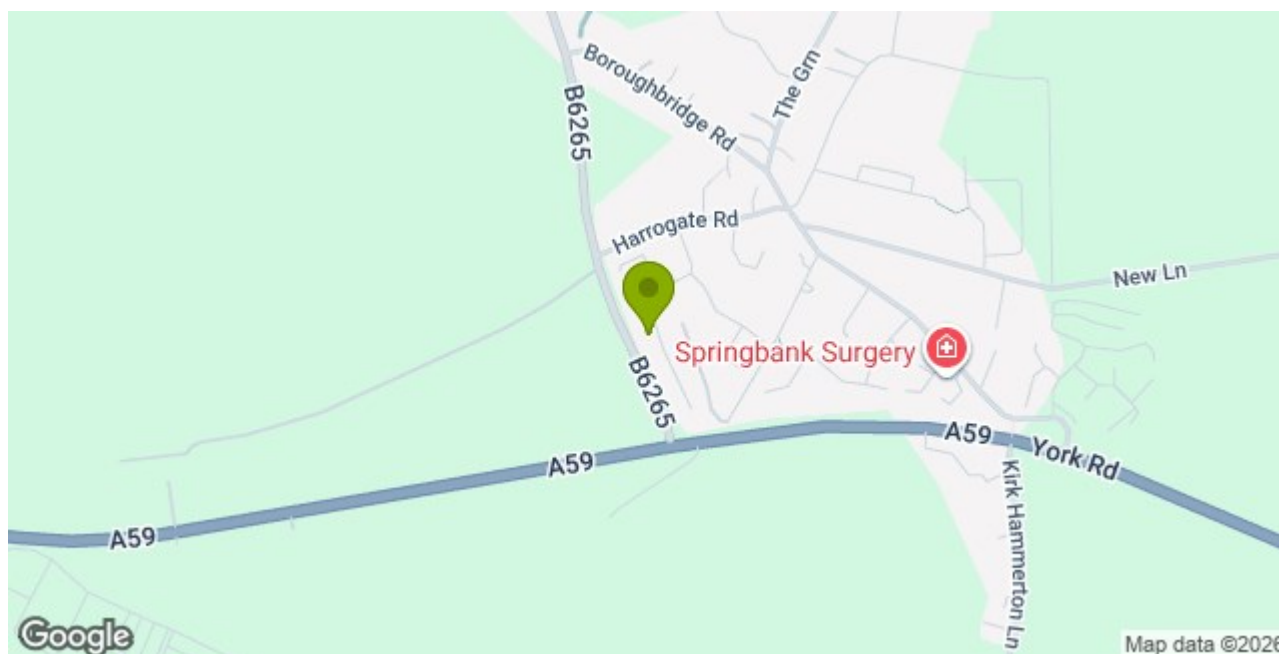 Boroughbridge Rd
The Grn
B6265
Harrogate Rd
New Ln
Springbank Surgery
B6265
A59
A59
York Rd
A59
Kirk Hammerton Ln
Google
Map data ©2026